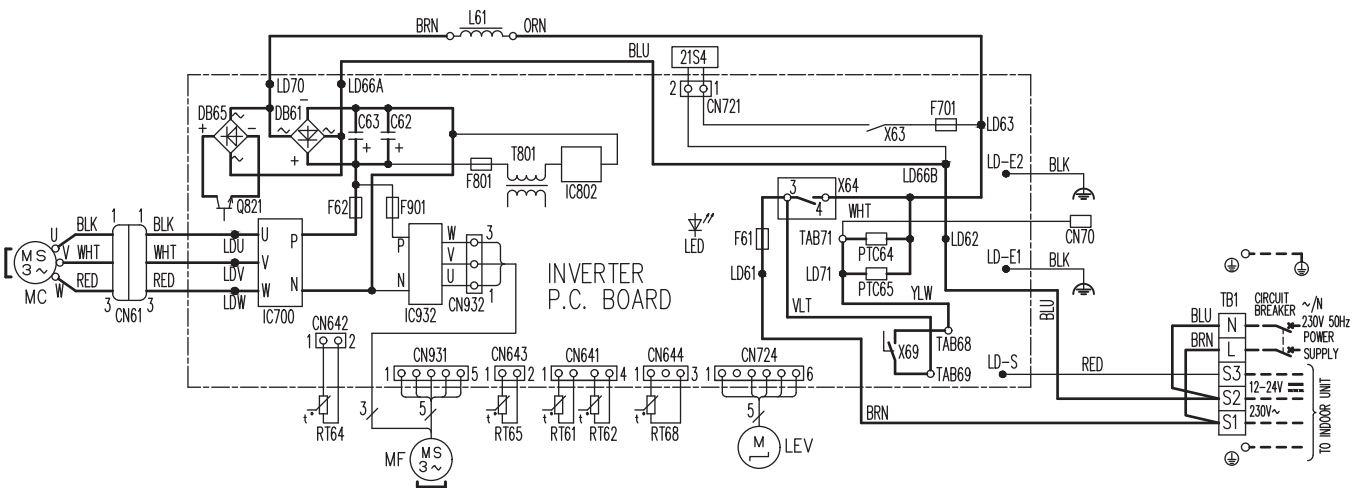 BRN L61 ORN
BLU
21S4
2 1
CN721
LD70 LD66A
DB65 DB61 C63 C62
+ ~ − ~ − ~ + + +
F701
X63 LD63
T801
F801 IC802
Q821
F62 F901
LD66B
LD-E2 BLK
3 X64
4
WHT
LED
F61 TAB71 LD62 CN70
PTC64
LD-E1 BLK
LD61 LD71
PTC65
YLW
VLT
BLU
X69 TAB68
TAB69
LD-S RED
BRN
U BLK 1 1 BLK LDU U P
MS 3~ V WHT WHT LDV V
W RED 3 3 RED LDW W N
MC CN61 IC700
P W 3
V
N U 1
IC932 CN932
INVERTER
P.C. BOARD
CN642
1 2
CN931 CN643 CN641 CN644 CN724
1 5 1 2 1 4 1 3 1 6
t° RT64 3 5 t° RT65 t° RT61 t° RT62 t° RT68 5
MF MS 3~
M LEV
TB1 CIRCUIT BREAKER
BLU N ~/N
230V 50Hz
BRN L POWER
SUPPLY
S3
12-24V
S2
230V~
S1
TO INDOOR UNIT